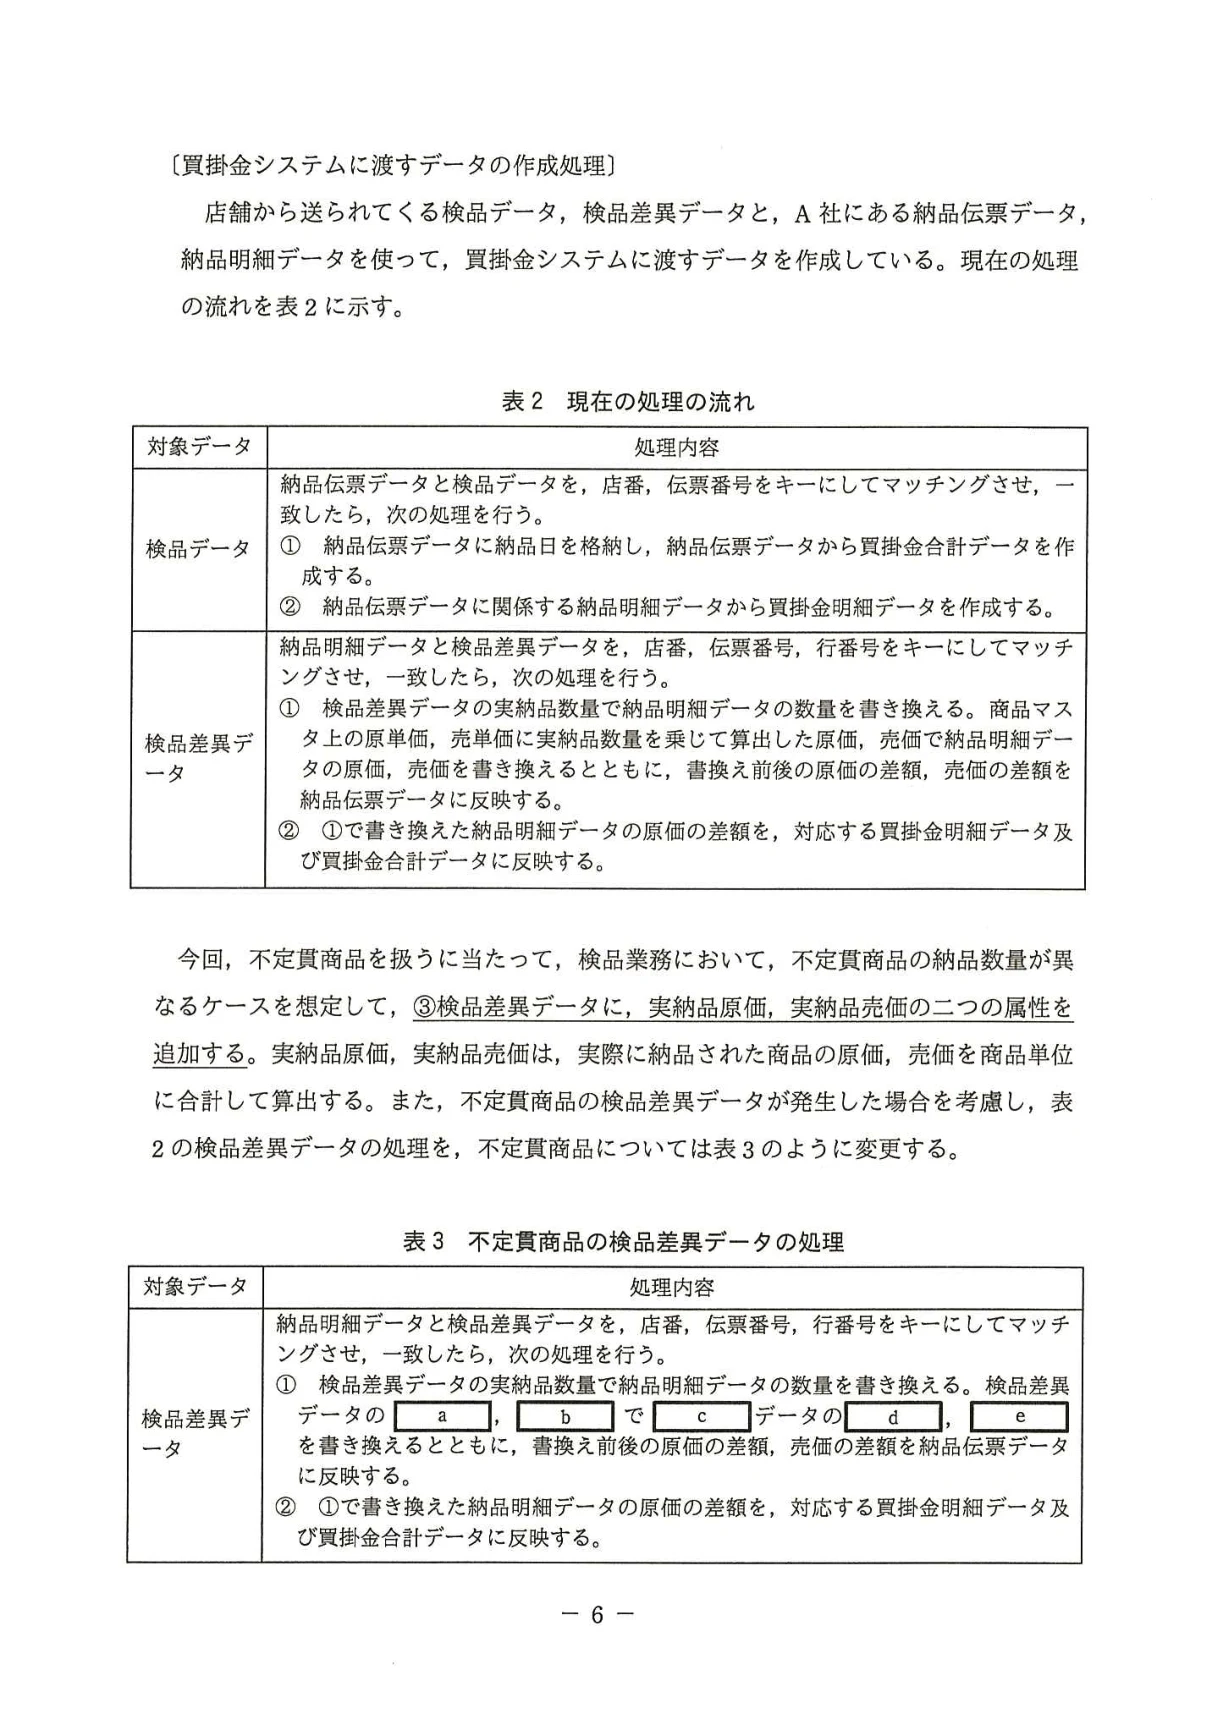 〔買掛金システムに渡すデータの作成処理〕
店舗から送られてくる検品データ，検品差異データと，A 社にある納品伝票データ，
納品明細データを使って，買掛金システムに渡すデータを作成している。現在の処理
の流れを表 2 に示す。
表 2　現在の処理の流れ
対象データ　処理内容
検品データ
納品伝票データと検品データを，店番，伝票番号をキーにしてマッチングさせ，一
致したら，次の処理を行う。
①　納品伝票データに納品日を格納し，納品伝票データから買掛金合計データを作
成する。
②　納品伝票データに関係する納品明細データから買掛金明細データを作成する。
検品差異デ
ータ
納品明細データと検品差異データを，店番，伝票番号，行番号をキーにしてマッチ
ングさせ，一致したら，次の処理を行う。
①　検品差異データの実納品数量で納品明細データの数量を書き換える。商品マス
タ上の原単価，売単価に実納品数量を乗じて算出した原価，売価で納品明細デー
タの原価，売価を書き換えるとともに，書換え前後の原価の差額，売価の差額を
納品伝票データに反映する。
②　①で書き換えた納品明細データの原価の差額を，対応する買掛金明細データ及
び買掛金合計データに反映する。
今回，不定貫商品を扱うに当たって，検品業務において，不定貫商品の納品数量が異
なるケースを想定して，③検品差異データに，実納品原価，実納品売価の二つの属性を
追加する。実納品原価，実納品売価は，実際に納品された商品の原価，売価を商品単位
に合計して算出する。また，不定貫商品の検品差異データが発生した場合を考慮し，表
2 の検品差異データの処理を，不定貫商品については表 3 のように変更する。
表 3　不定貫商品の検品差異データの処理
対象データ　処理内容
検品差異デ
ータ
納品明細データと検品差異データを，店番，伝票番号，行番号をキーにしてマッチ
ングさせ，一致したら，次の処理を行う。
①　検品差異データの実納品数量で納品明細データの数量を書き換える。検品差異
データの a ， b で c データの d ， e
を書き換えるとともに，書換え前後の原価の差額，売価の差額を納品伝票データ
に反映する。
②　①で書き換えた納品明細データの原価の差額を，対応する買掛金明細データ及
び買掛金合計データに反映する。
－ 6 －